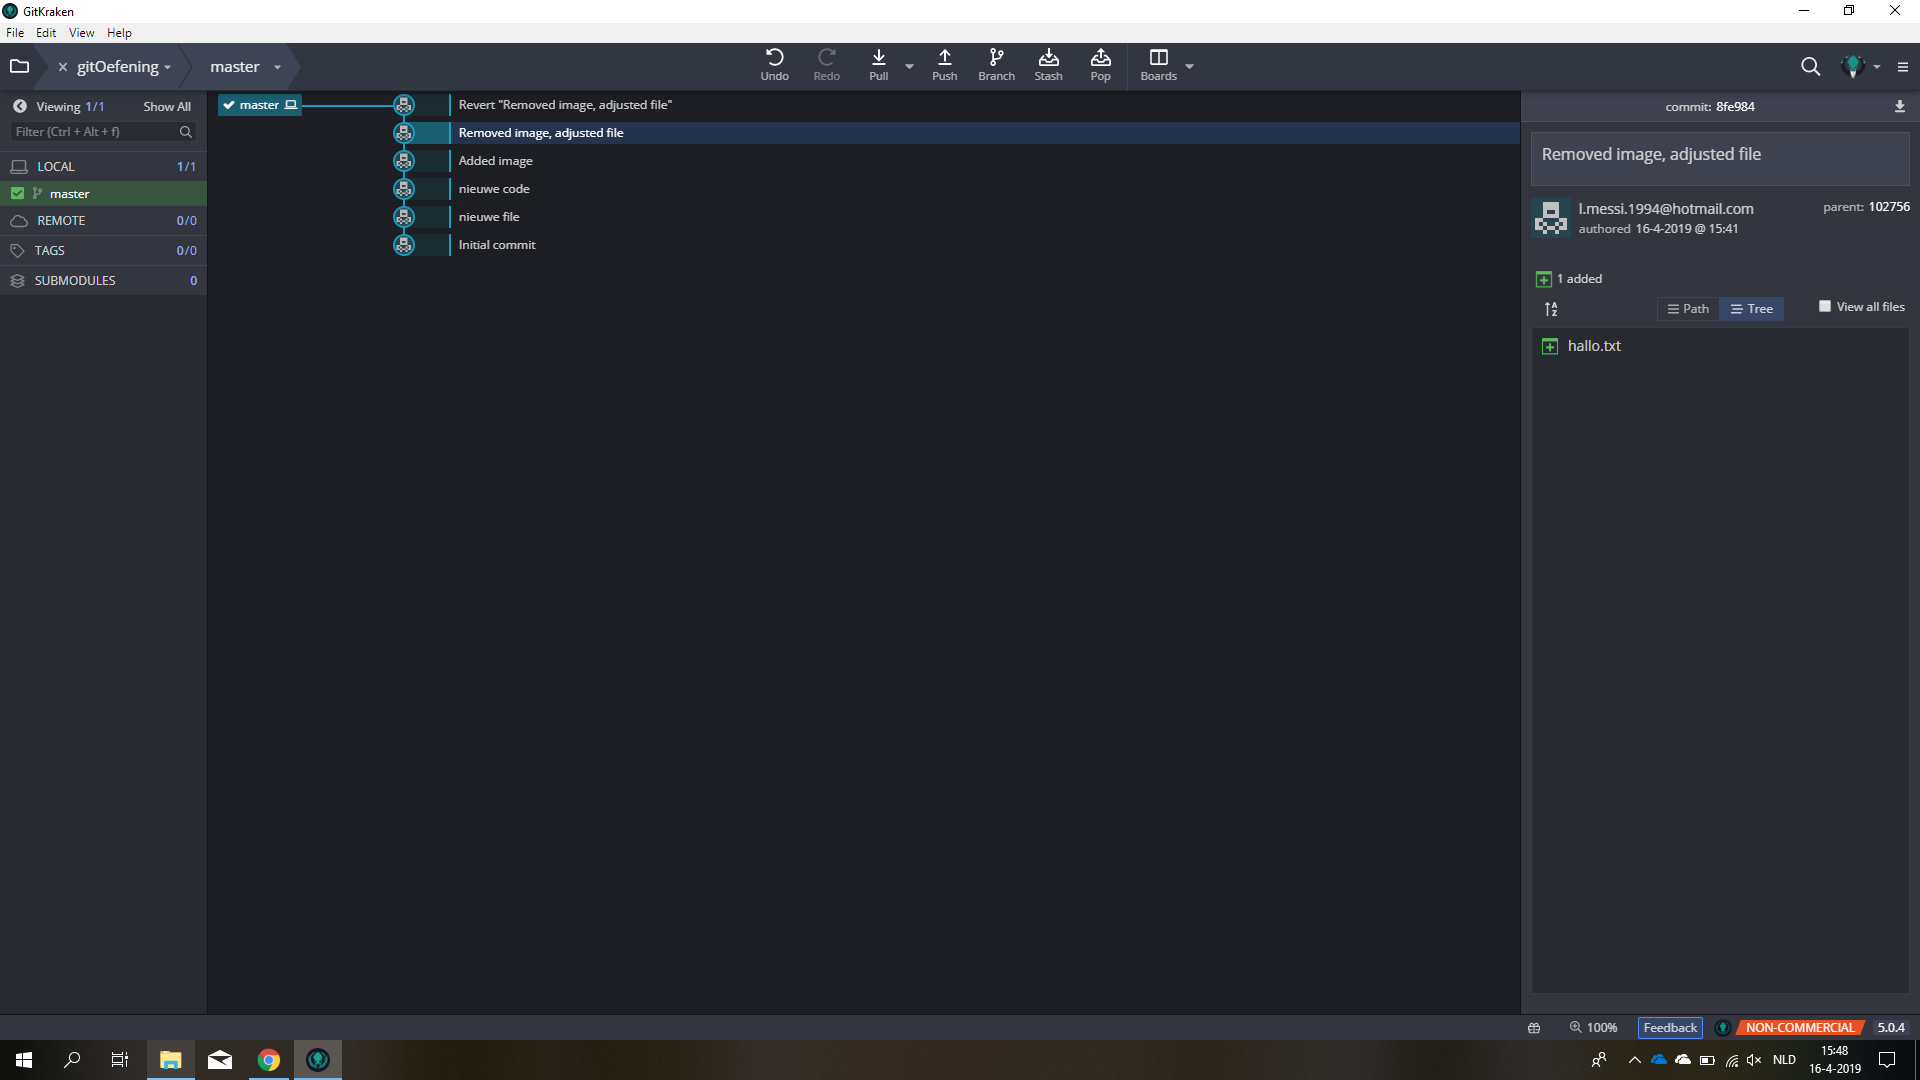 GitKraken
File Edit View Help
gitOefening
master
Undo
Redo
Pull
Push
Branch
Stash
Pop
Boards
Viewing 1/1 Show All
Filter (Ctrl + Alt + f)
LOCAL 1/1
master
REMOTE 0/0
TAGS 0/0
SUBMODULES 0
master
Revert "Removed image, adjusted file"
Removed image, adjusted file
Added image
nieuwe code
nieuwe file
Initial commit
commit: 8fe984
Removed image, adjusted file
l.messi.1994@hotmail.com
authored 16-4-2019 @ 15:41
parent: 102756
1 added
Path Tree View all files
hallo.txt
100% Feedback NON-COMMERCIAL 5.0.4
NLD
15:48
16-4-2019